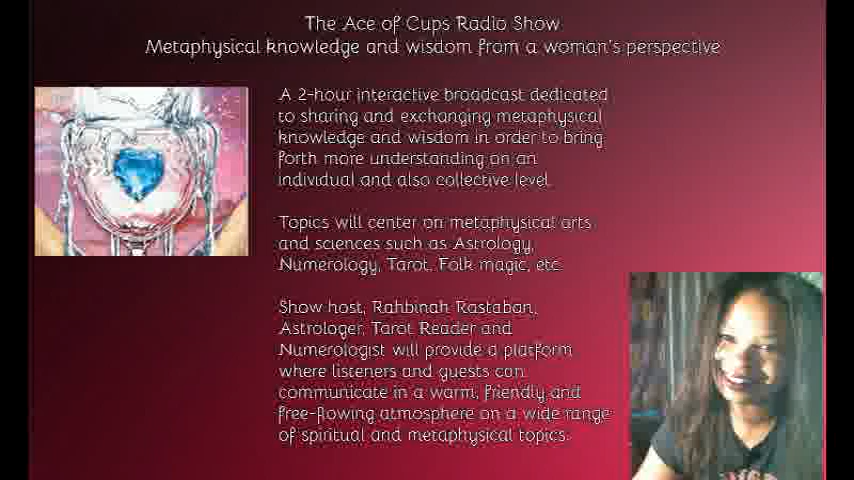 The Ace of Cups Radio Show
Metaphysical knowledge and wisdom from a woman's perspective
A 2-hour interactive broadcast dedicated
to sharing and exchanging metaphysical
knowledge and wisdom in order to bring
forth more understanding on an
individual and also collective level.
Topics will center on metaphysical arts
and sciences such as Astrology,
Numerology, Tarot, Folk magic, etc.
Show host, Rahbinah Rastaban,
Astrologer, Tarot Reader and
Numerologist will provide a platform
where listeners and guests can
communicate in a warm, friendly and
free-flowing atmosphere on a wide range
of spiritual and metaphysical topics.